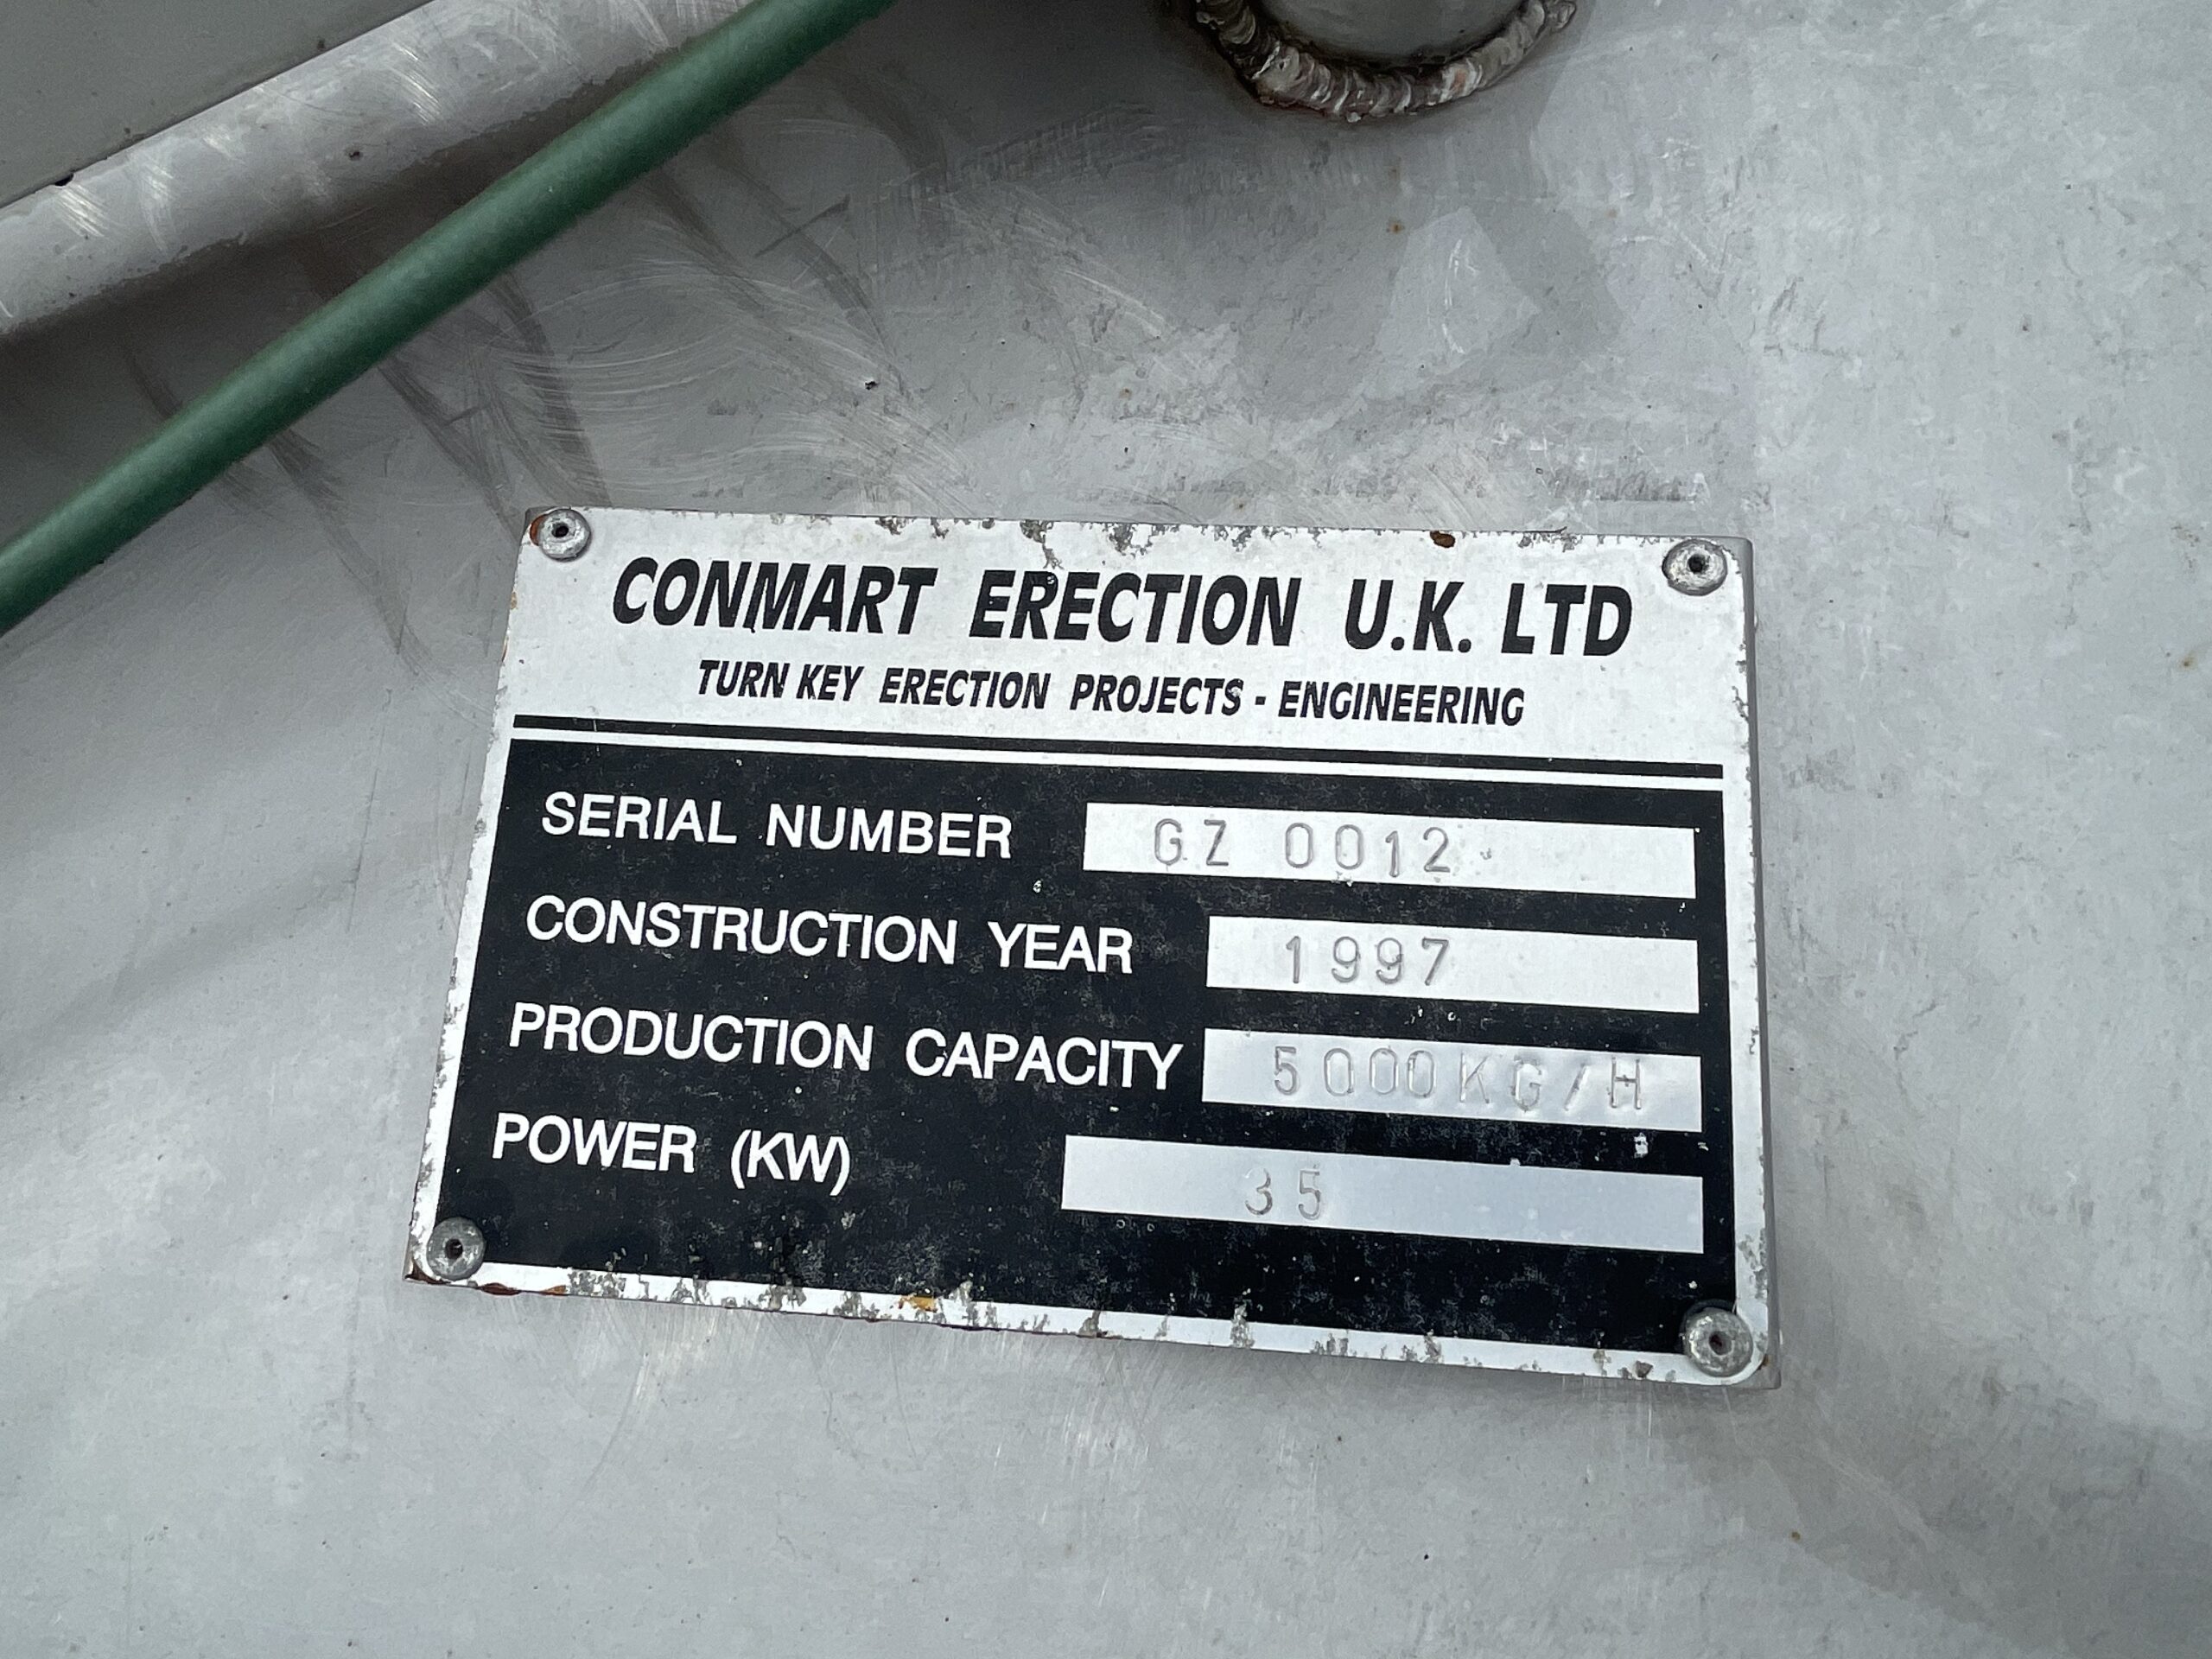 CONMART ERECTION U.K. LTD
TURN KEY ERECTION PROJECTS - ENGINEERING
SERIAL NUMBER GZ 0012
CONSTRUCTION YEAR 1997
PRODUCTION CAPACITY 5000KG/H
POWER (KW) 35